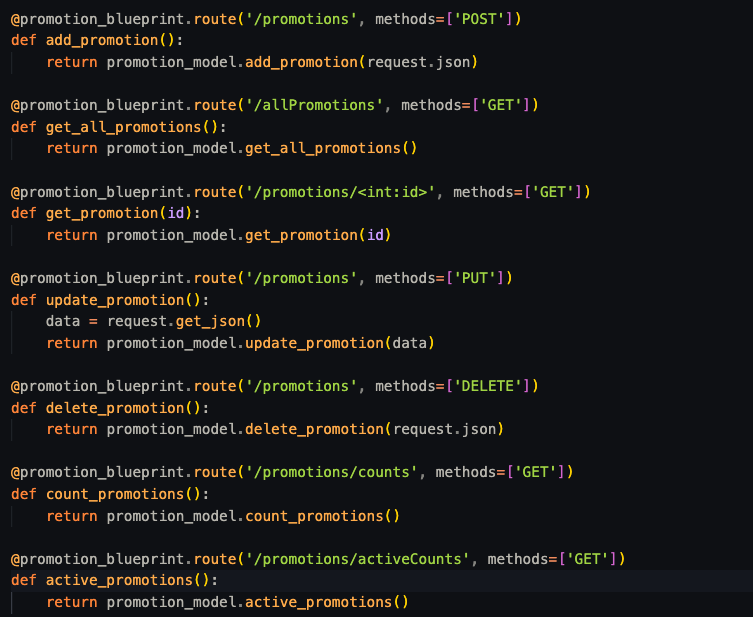 @promotion_blueprint.route('/promotions', methods=['POST'])
def add_promotion():
    return promotion_model.add_promotion(request.json)

@promotion_blueprint.route('/allPromotions', methods=['GET'])
def get_all_promotions():
    return promotion_model.get_all_promotions()

@promotion_blueprint.route('/promotions/<int:id>', methods=['GET'])
def get_promotion(id):
    return promotion_model.get_promotion(id)

@promotion_blueprint.route('/promotions', methods=['PUT'])
def update_promotion():
    data = request.get_json()
    return promotion_model.update_promotion(data)

@promotion_blueprint.route('/promotions', methods=['DELETE'])
def delete_promotion():
    return promotion_model.delete_promotion(request.json)

@promotion_blueprint.route('/promotions/counts', methods=['GET'])
def count_promotions():
    return promotion_model.count_promotions()

@promotion_blueprint.route('/promotions/activeCounts', methods=['GET'])
def active_promotions():
    return promotion_model.active_promotions()